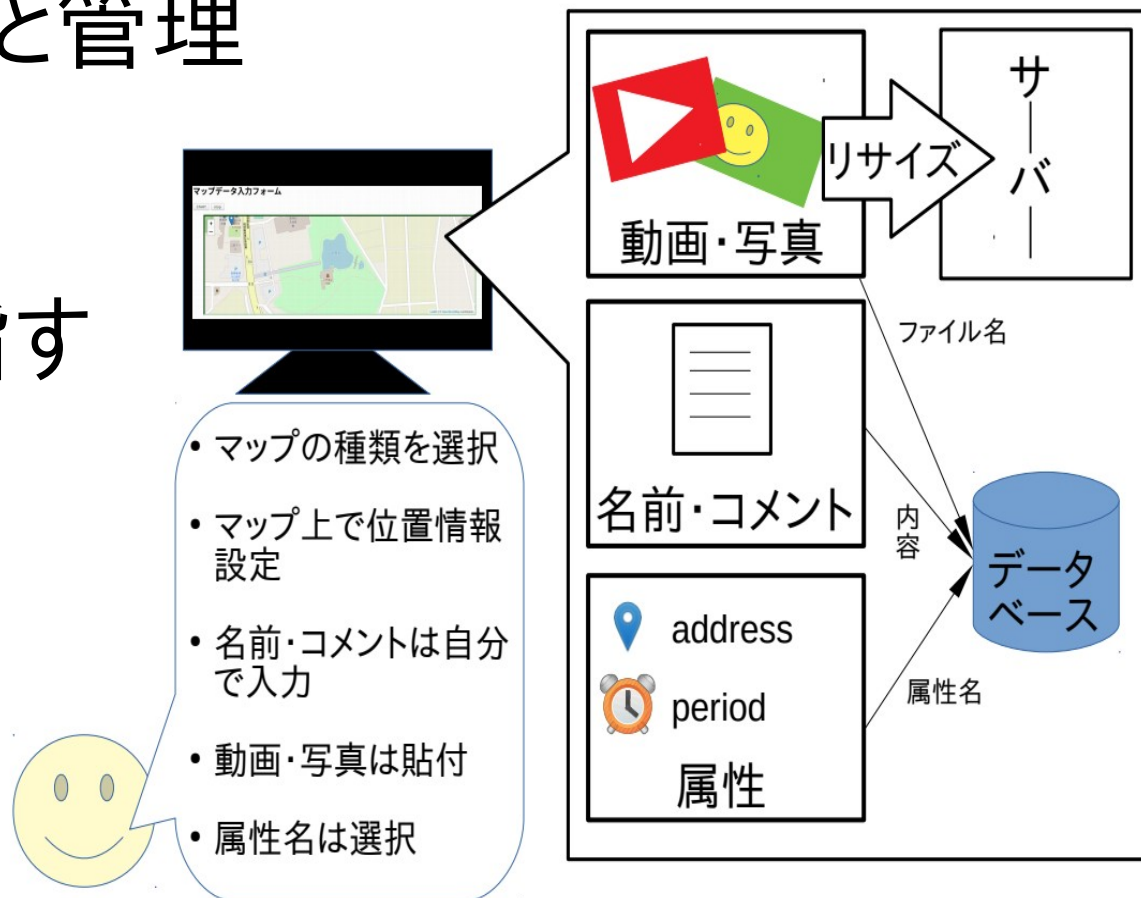 と管理
指す
マップデータ入力フォーム
• マップの種類を選択
• マップ上で位置情報
設定
• 名前・コメントは自分
で入力
• 動画・写真は貼付
• 属性名は選択
動画・写真
リサイズ
サーバー
ファイル名
名前・コメント
内容
address
period
属性
属性名
データ
ベース